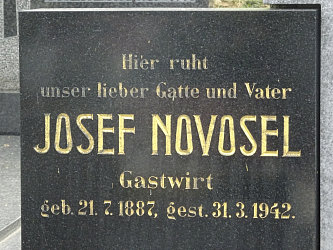 Hier ruht
unser lieber Gatte und Vater
JOSEF NOVOSEL
Gastwirt
geb. 21.7.1887, gest. 31.3.1942.